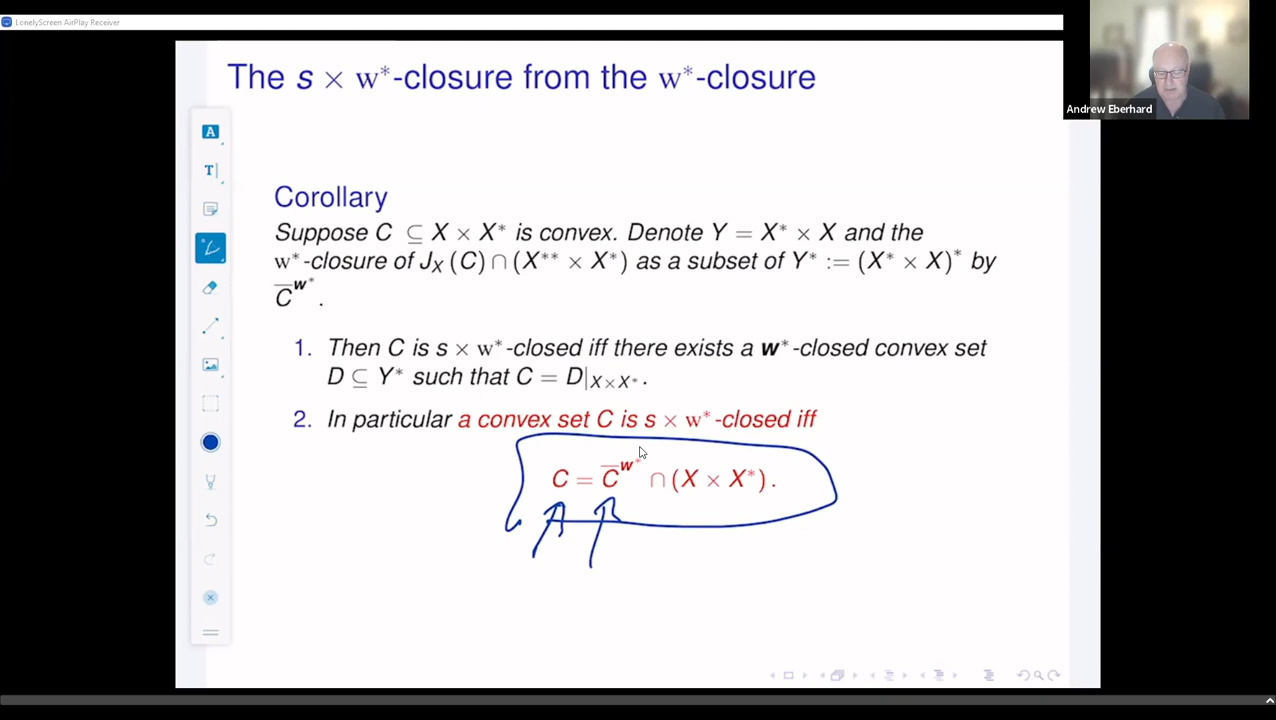 LonelyScreen AirPlay Receiver
Andrew Eberhard
The s × w*-closure from the w*-closure
Corollary
Suppose C ⊆ X × X* is convex. Denote Y = X* × X and the
w*-closure of J_X (C) ∩ (X** × X*) as a subset of Y* := (X* × X)* by
C̅^w* .
1. Then C is s × w*-closed iff there exists a w*-closed convex set
D ⊆ Y* such that C = D|_{X×X*}.
2. In particular a convex set C is s × w*-closed iff
C = C̅^w* ∩ (X × X*) .